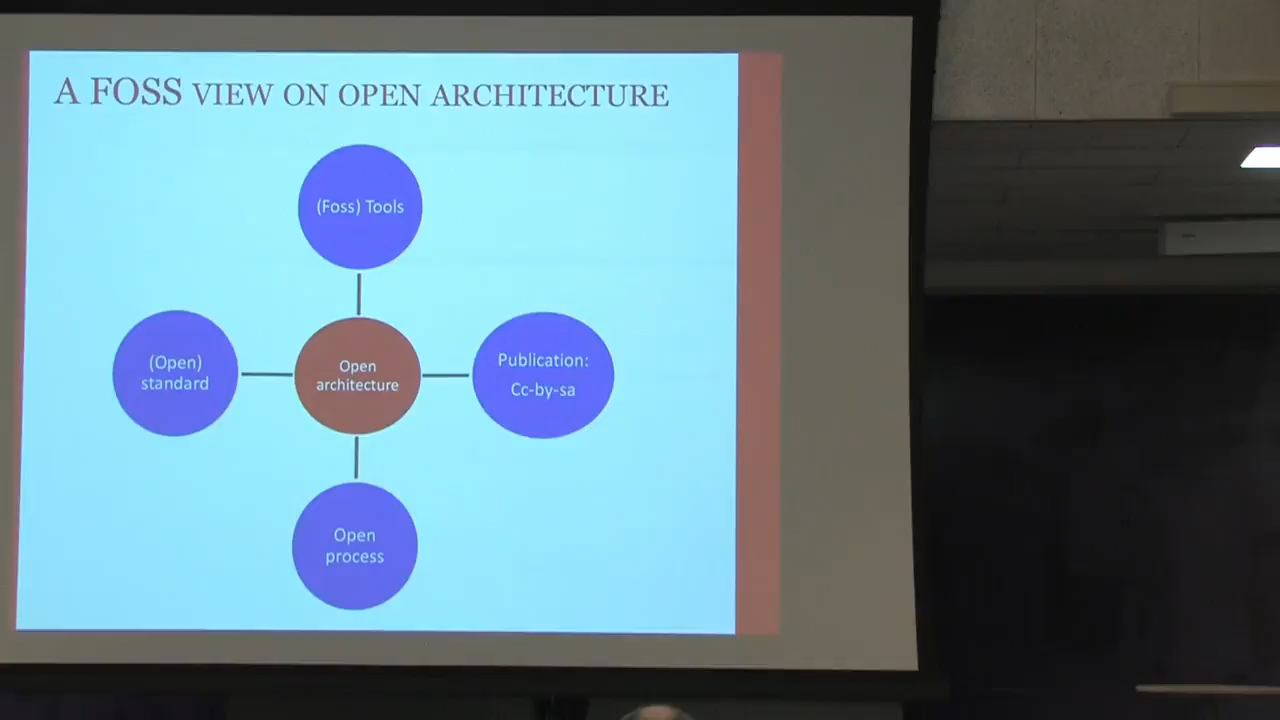 A FOSS VIEW ON OPEN ARCHITECTURE
(Foss) Tools
(Open)
standard
Open
architecture
Publication:
Cc-by-sa
Open
process